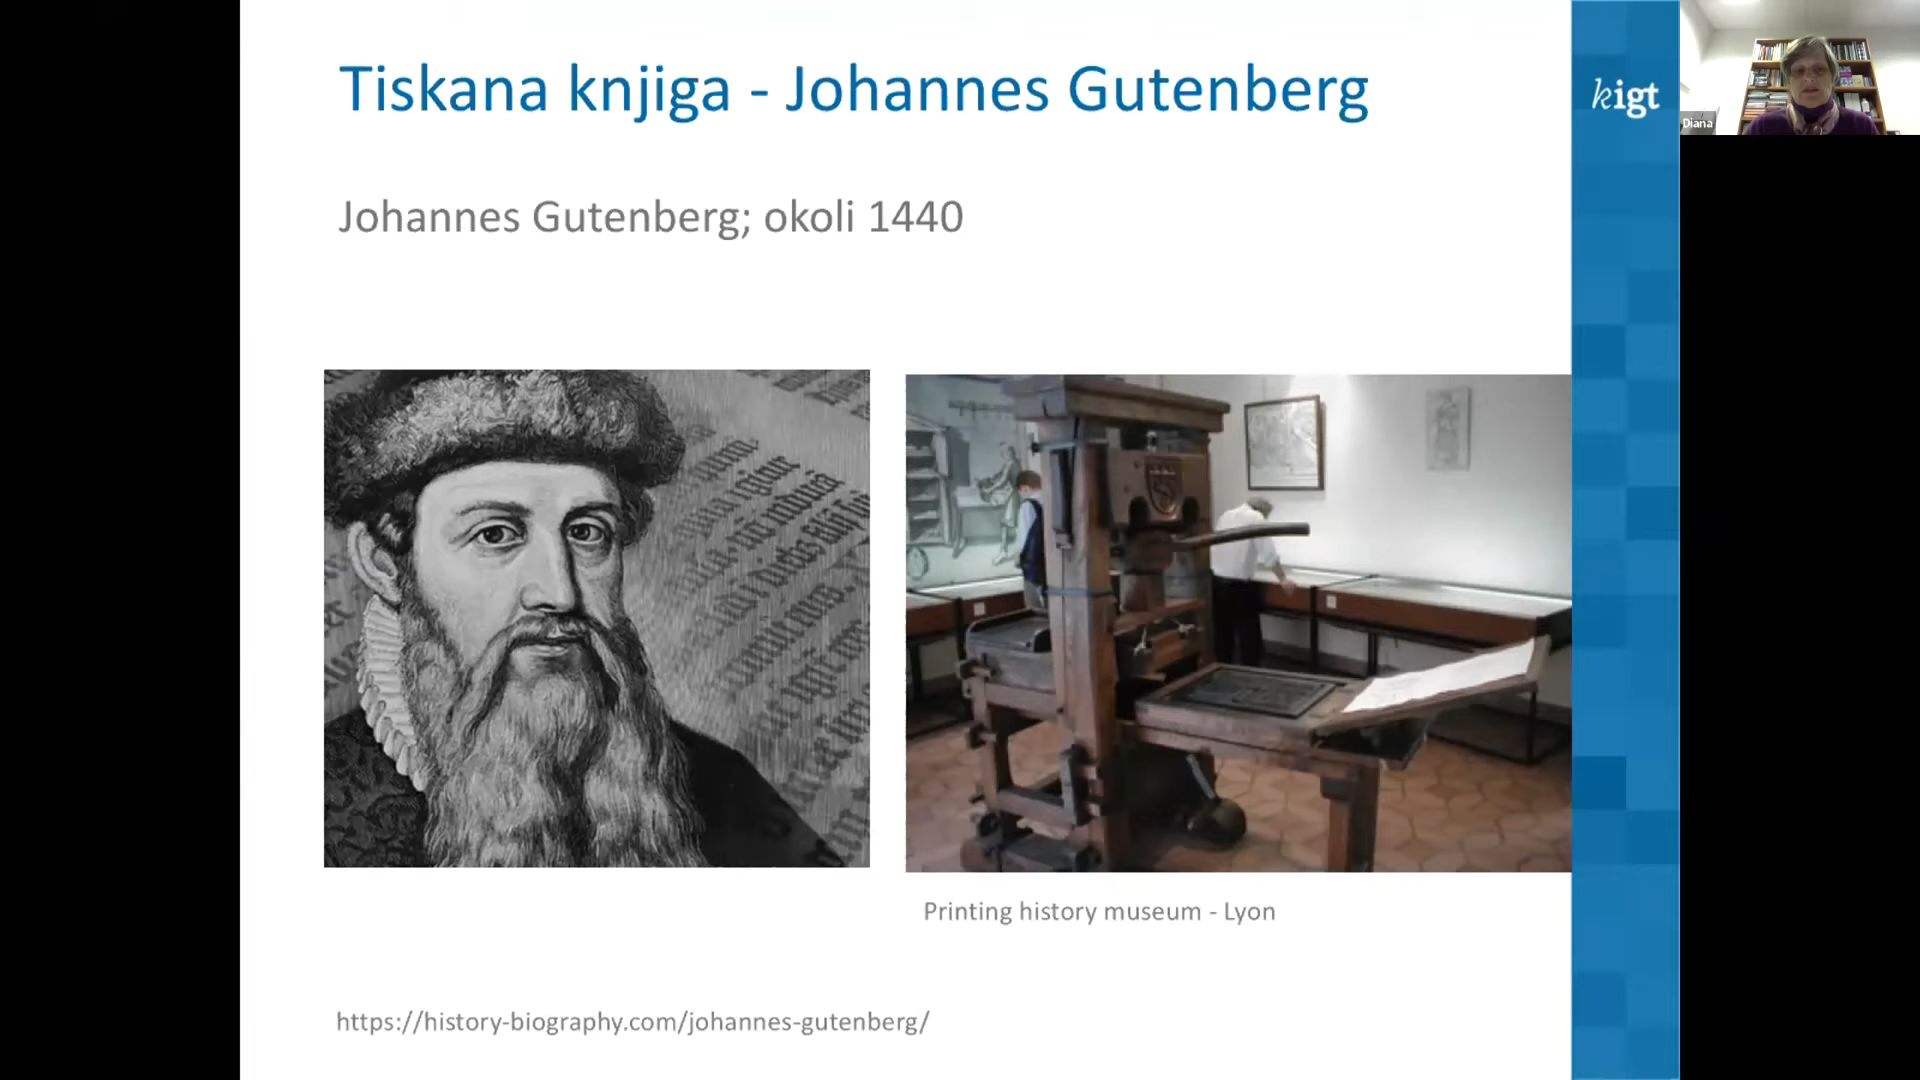 Tiskana knjiga - Johannes Gutenberg
kigt
Diana
Johannes Gutenberg; okoli 1440
Printing history museum - Lyon
https://history-biography.com/johannes-gutenberg/